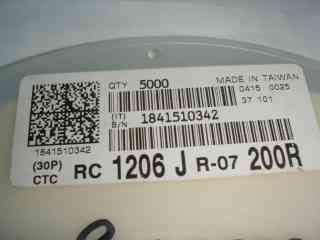 QTY 5000 MADE IN TAIWAN
0415 0025
37 101
(1T)
B/N 1841510342
1841510342
(30P)
CTC RC 1206 J R-07 200R